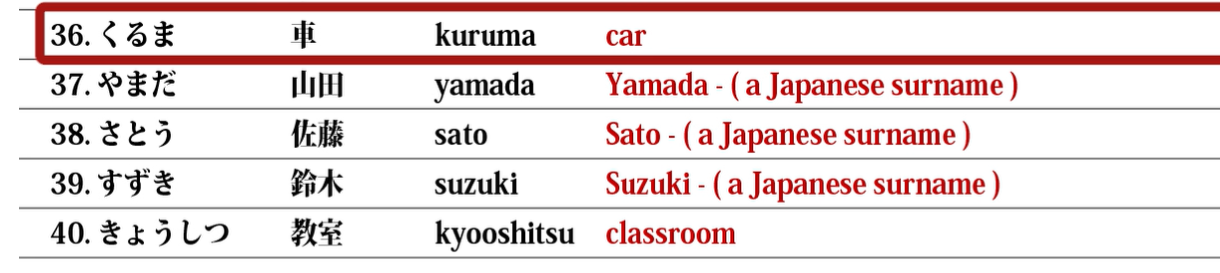 36. くるま 車 kuruma car
37. やまだ 山田 yamada Yamada - ( a Japanese surname )
38. さとう 佐藤 sato Sato - ( a Japanese surname )
39. すずき 鈴木 suzuki Suzuki - ( a Japanese surname )
40. きょうしつ 教室 kyooshitsu classroom